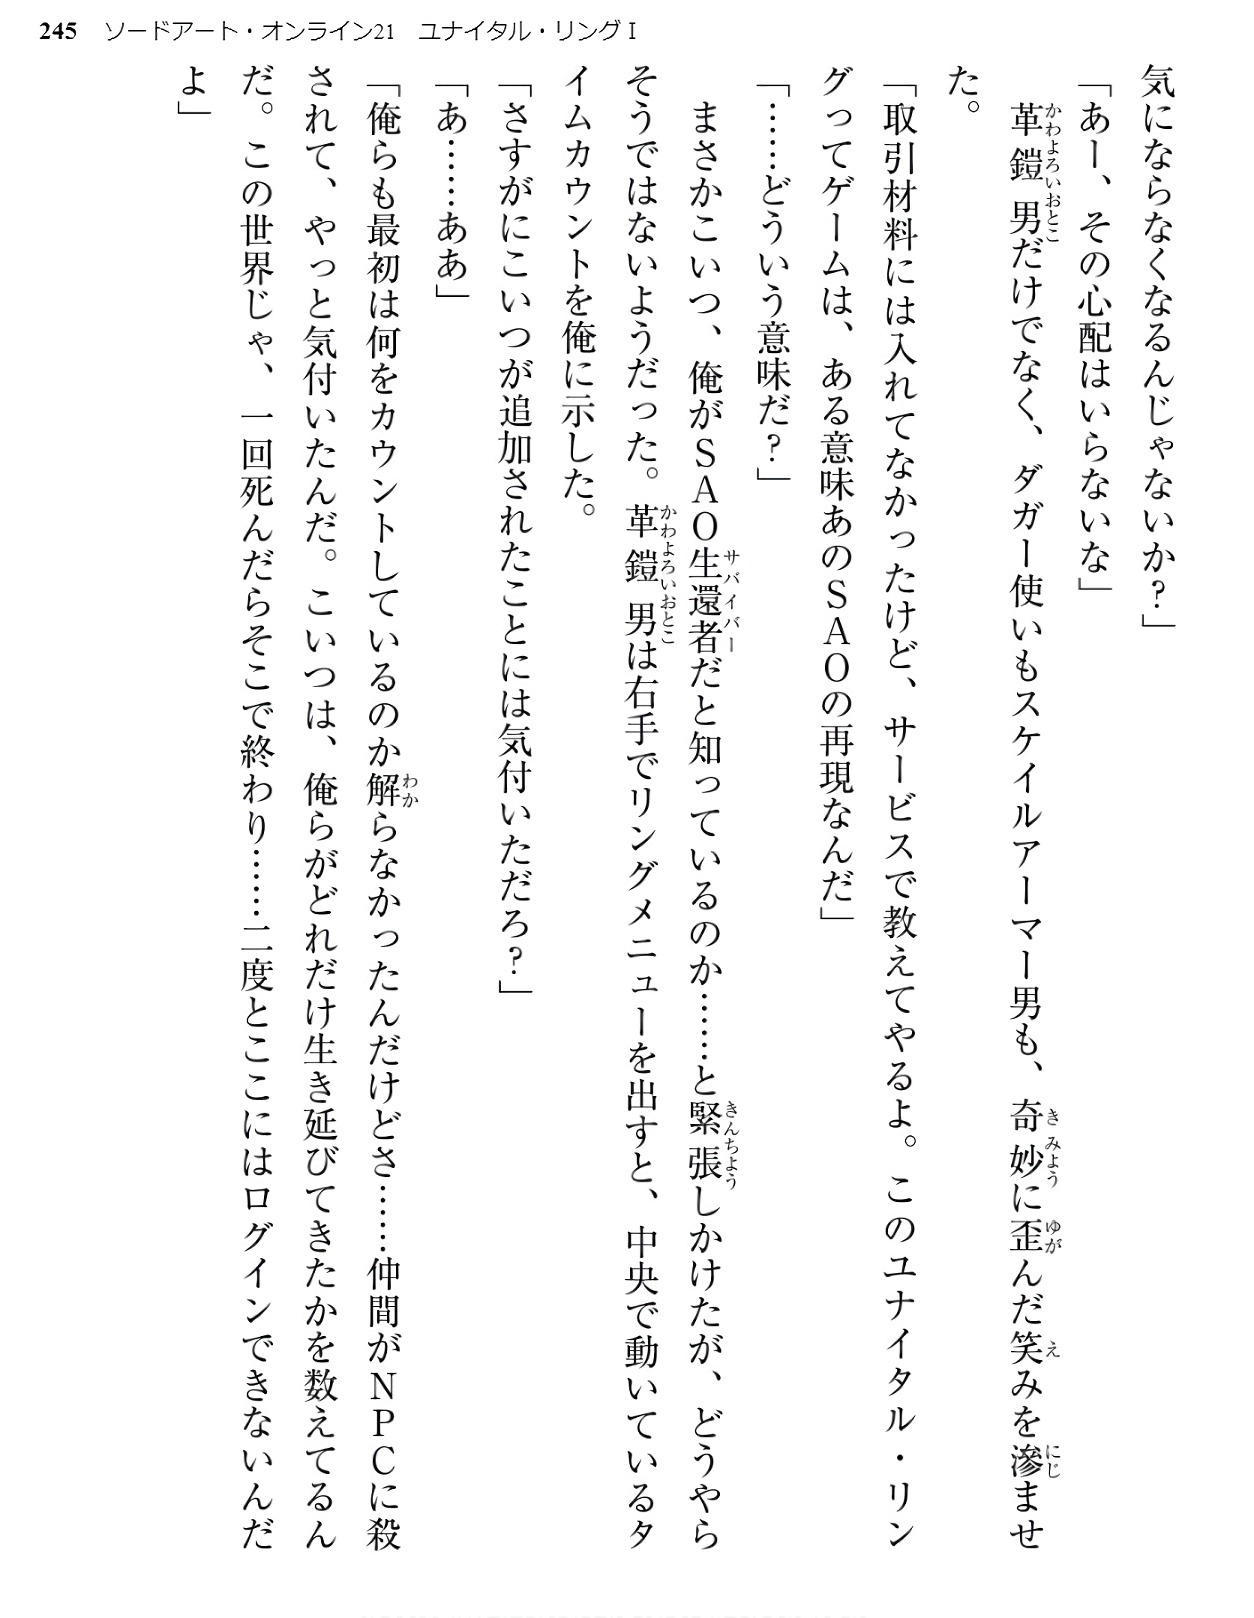 245 ソードアート・オンライン21 ユナイタル・リングⅠ
気にならなくなるんじゃないか？」
「あー、その心配はいらないな」
革鎧男だけでなく、ダガー使いもスケイルアーマー男も、奇妙に歪んだ笑みを滲ませ
た。
「取引材料には入れてなかったけど、サービスで教えてやるよ。このユナイタル・リン
グってゲームは、ある意味あのＳＡＯの再現なんだ」
「……どういう意味だ？」
まさかこいつ、俺がＳＡＯ生還者だと知っているのか……と緊張しかけたが、どうやら
そうではないようだった。革鎧男は右手でリングメニューを出すと、中央で動いているタ
イムカウントを俺に示した。
「さすがにこいつが追加されたことには気付いただろ？」
「あ……ああ」
「俺らも最初は何をカウントしているのか解らなかったんだけどさ……仲間がＮＰＣに殺
されて、やっと気付いたんだ。こいつは、俺らがどれだけ生き延びてきたかを数えてるん
だ。この世界じゃ、一回死んだらそこで終わり……二度とここにはログインできないんだ
よ」